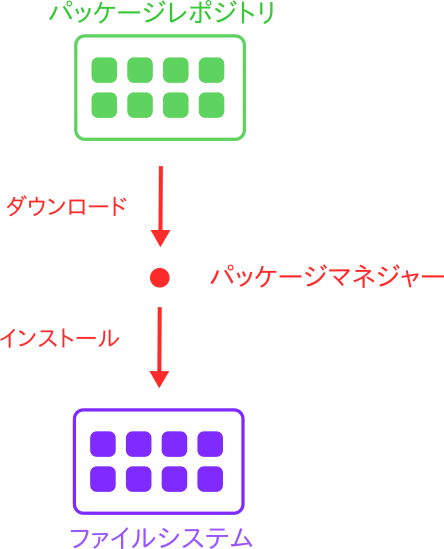 パッケージレポジトリ
ダウンロード
パッケージマネジャー
インストール
ファイルシステム